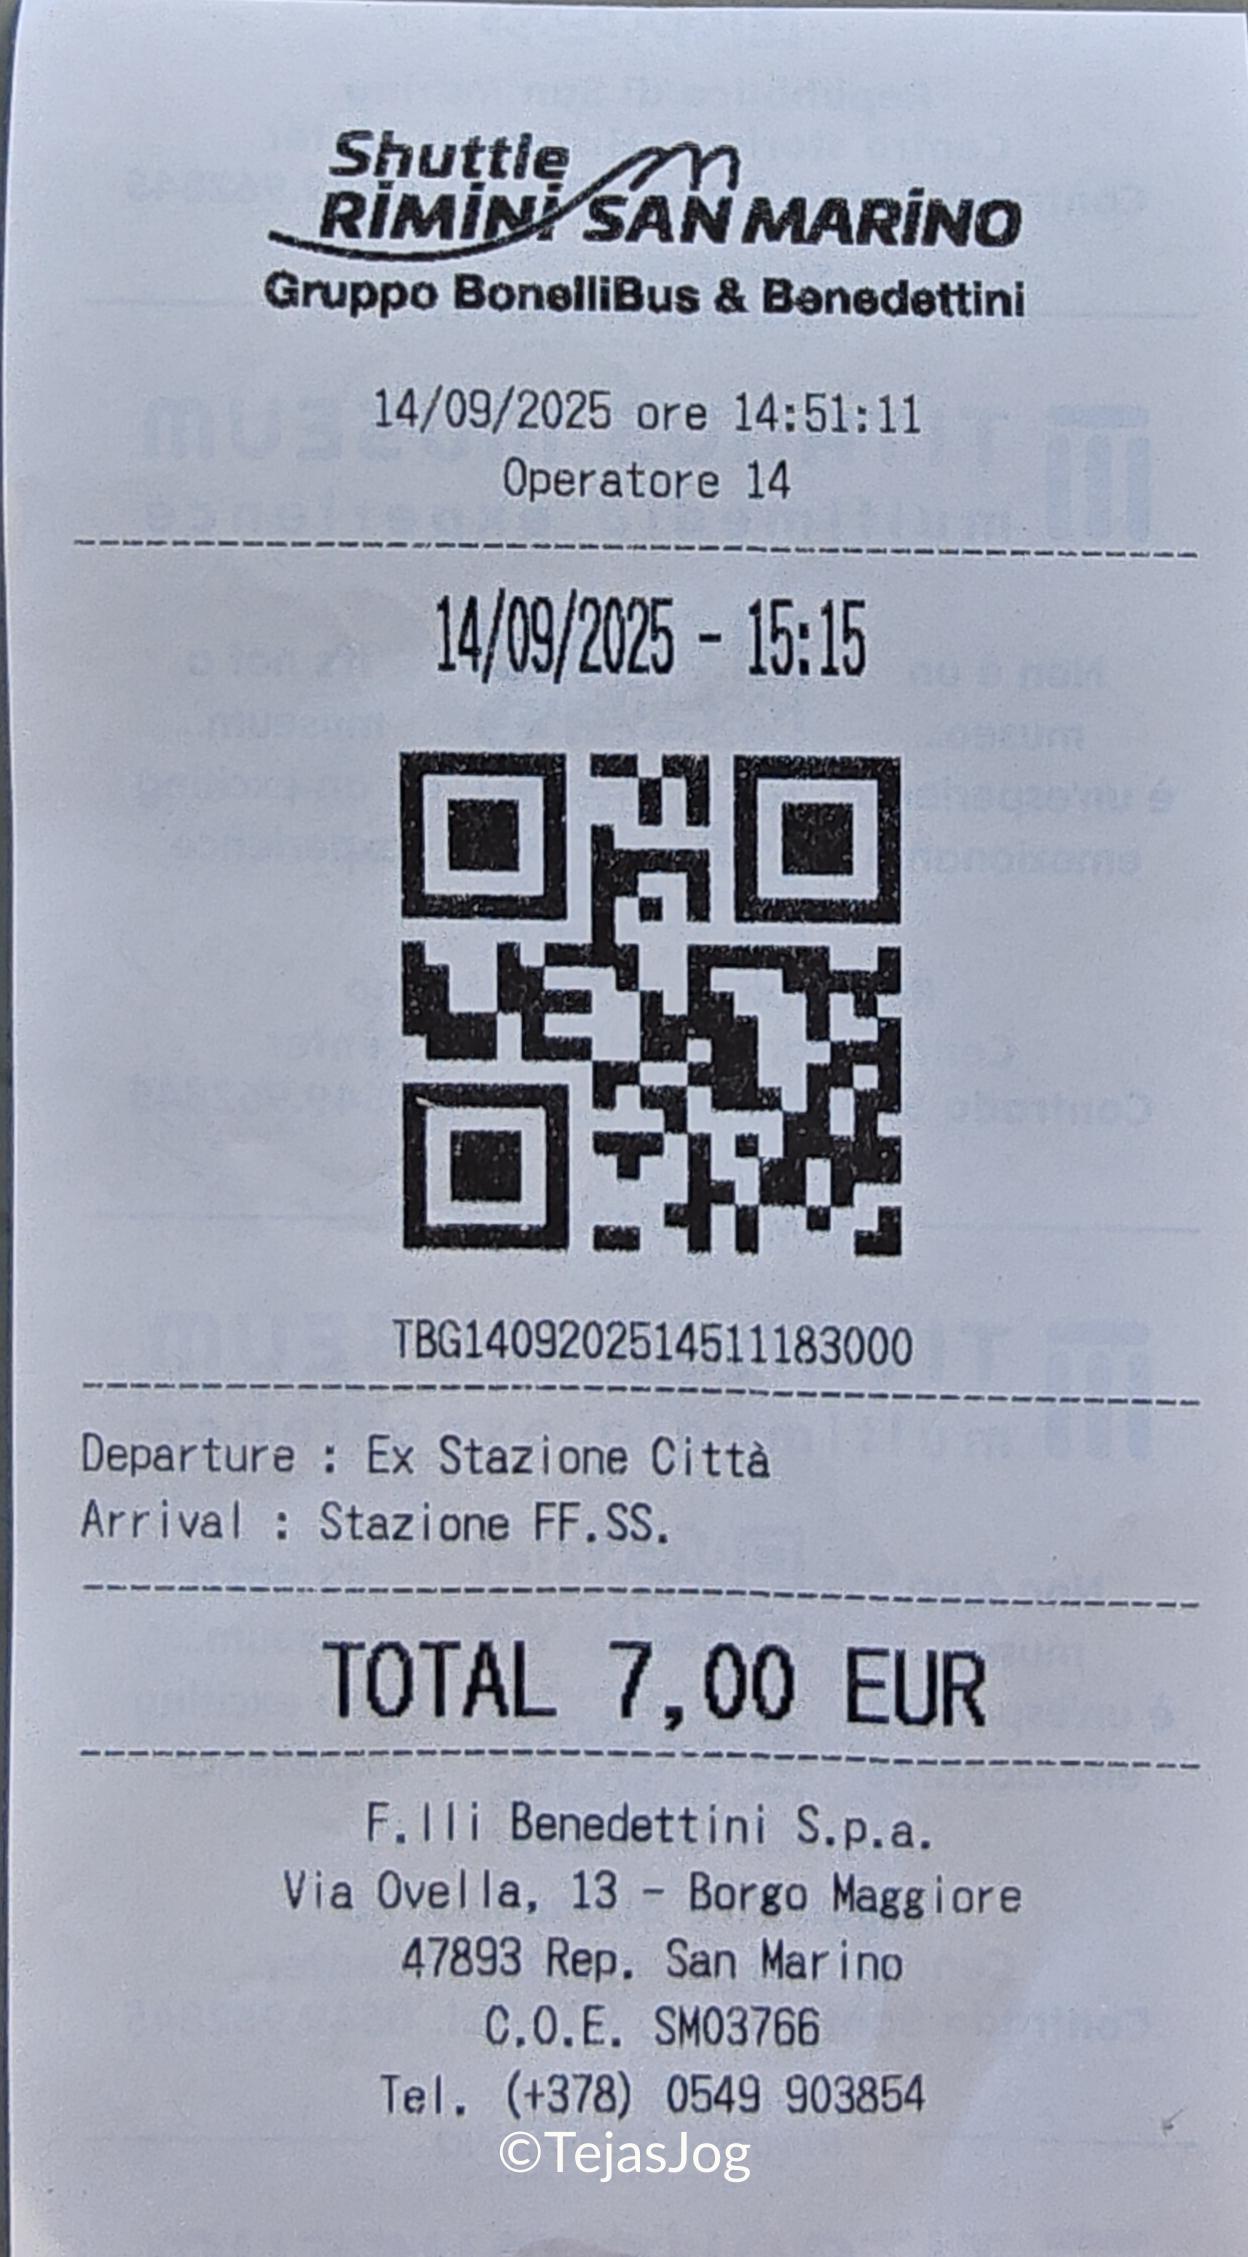 Shuttle
RIMINI SAN MARINO
Gruppo BonelliBus & Benedettini
14/09/2025 ore 14:51:11
Operatore 14
14/09/2025 - 15:15
TBG1409202514511183000
Departure : Ex Stazione Città
Arrival : Stazione FF.SS.
TOTAL 7,00 EUR
F.lli Benedettini S.p.a.
Via Ovella, 13 - Borgo Maggiore
47893 Rep. San Marino
C.O.E. SM03766
Tel. (+378) 0549 903854
©TejasJog